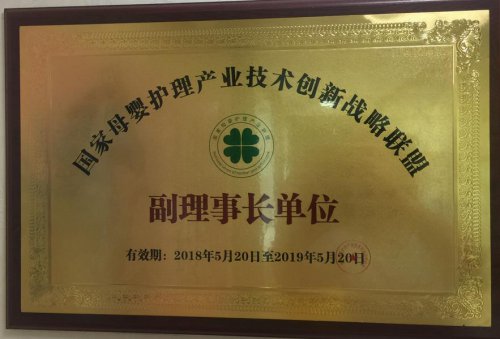 国家母婴护理产业技术创新战略联盟
副理事长单位
有效期：2018年5月20日至2019年5月20日